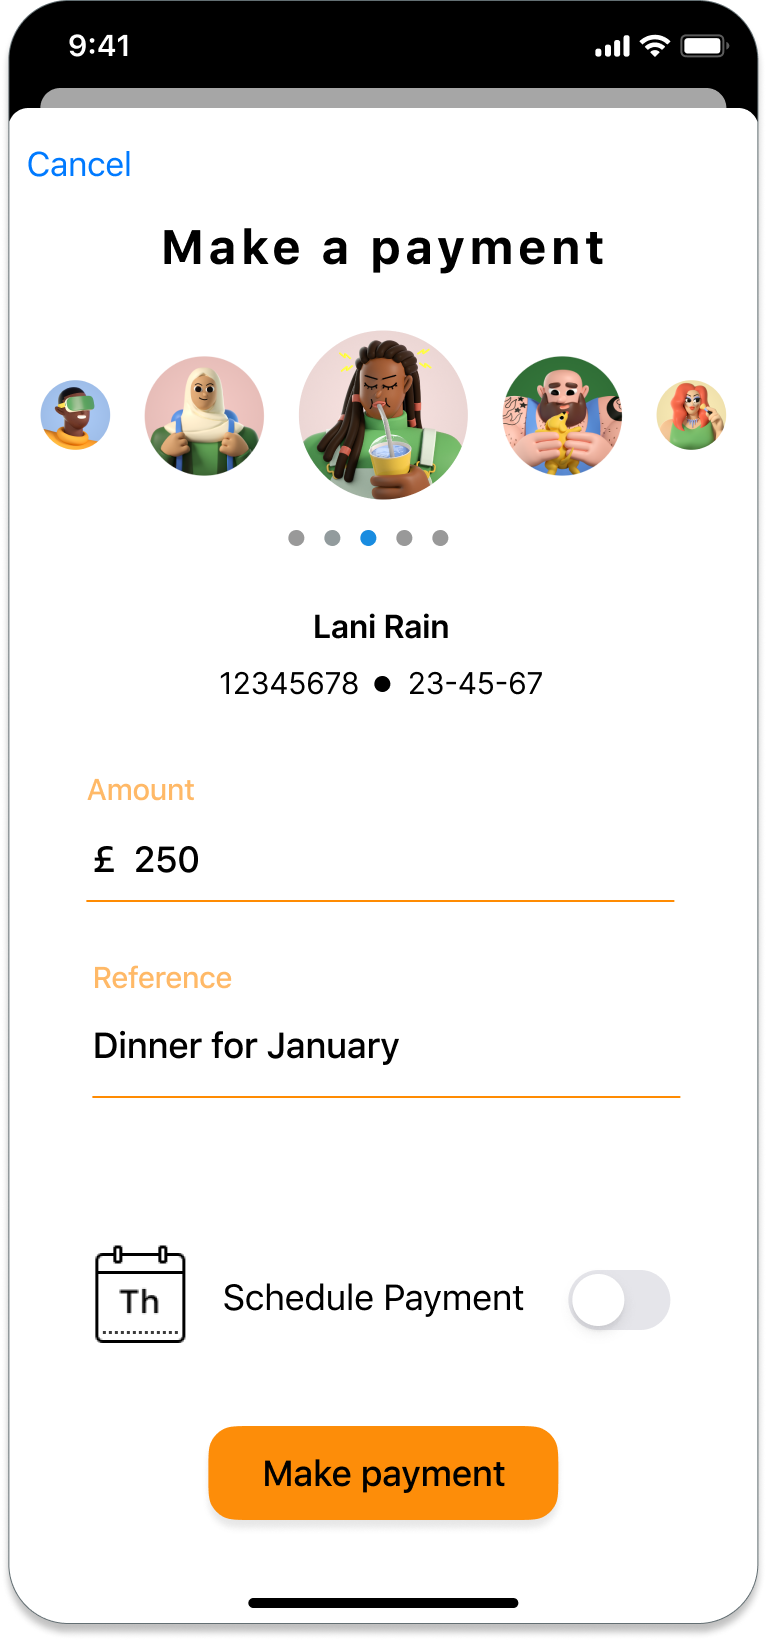 9:41
Cancel
Make a payment
Lani Rain
12345678 ● 23-45-67
Amount
£ 250
Reference
Dinner for January
Th
Schedule Payment
Make payment